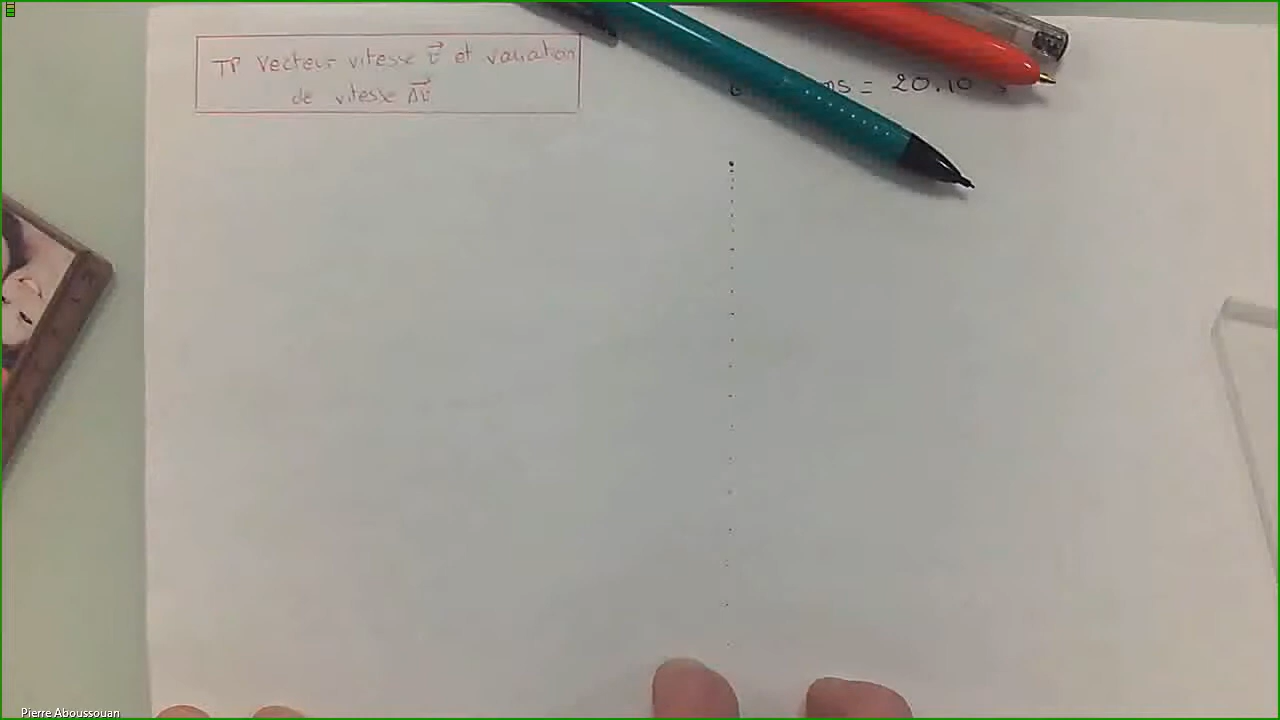 TP Vecteur vitesse v⃗ et variation
de vitesse Δv⃗
ms = 20.10
Pierre Aboussouan